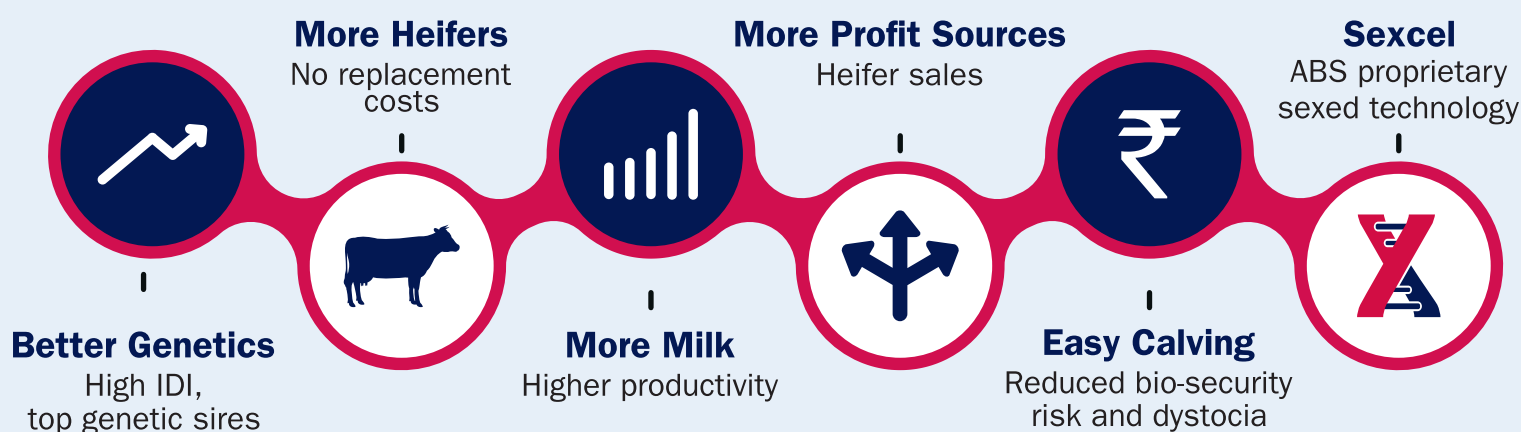 Better Genetics
High IDI,
top genetic sires
More Heifers
No replacement
costs
More Milk
Higher productivity
More Profit Sources
Heifer sales
₹
Easy Calving
Reduced bio-security
risk and dystocia
Sexcel
ABS proprietary
sexed technology